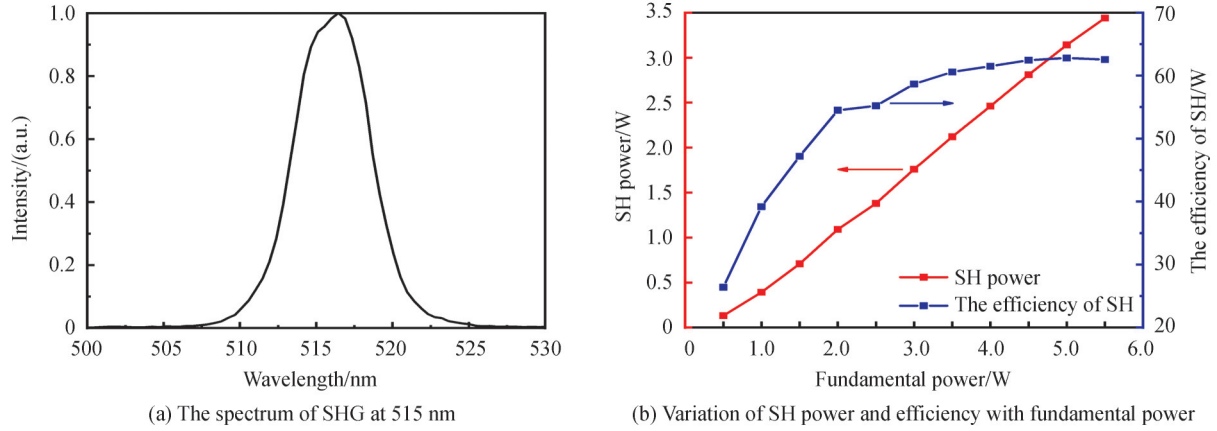 1.0
0.8
0.6
0.4
0.2
0
Intensity/(a.u.)
500 505 510 515 520 525 530
Wavelength/nm
(a) The spectrum of SHG at 515 nm
3.5
3.0
2.5
2.0
1.5
1.0
0.5
0
SH power/W
70
60
50
40
30
20
The efficiency of SH/W
SH power
The efficiency of SH
0 1.0 2.0 3.0 4.0 5.0 6.0
Fundamental power/W
(b) Variation of SH power and efficiency with fundamental power